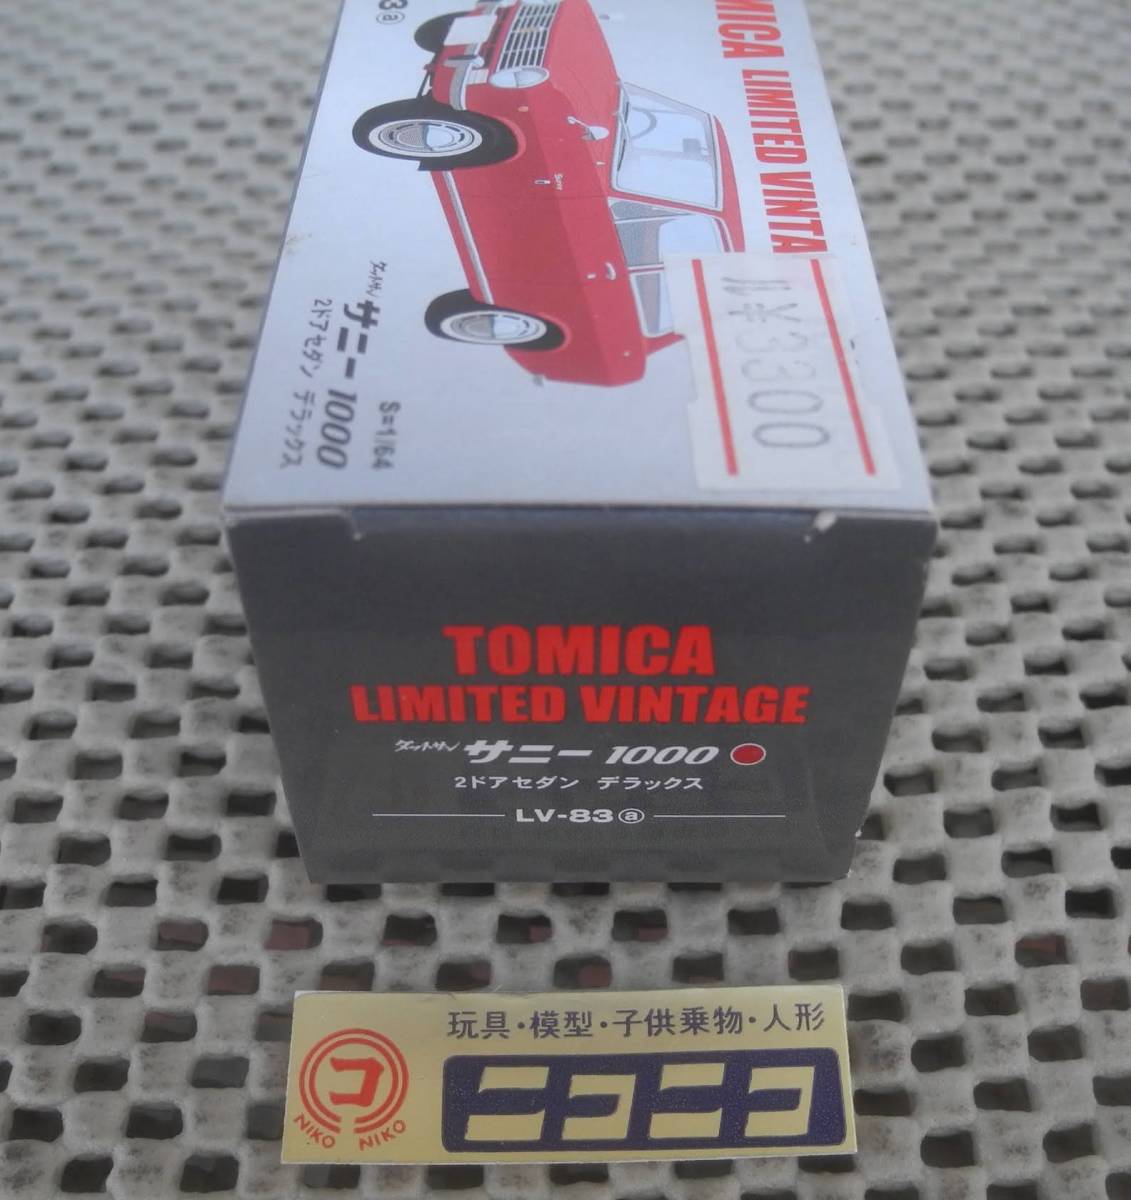 3ⓐ
MICA LIMITED VINTA
Sunny
ダットサン サニー 1000
2ドアセダン デラックス
S=1/64
¥3300
TOMICA
LIMITED VINTAGE
ダットサン サニー 1000
2ドアセダン デラックス
LV-83ⓐ
玩具・模型・子供乗物・人形
コ
NIKO NIKO
ニコニコ